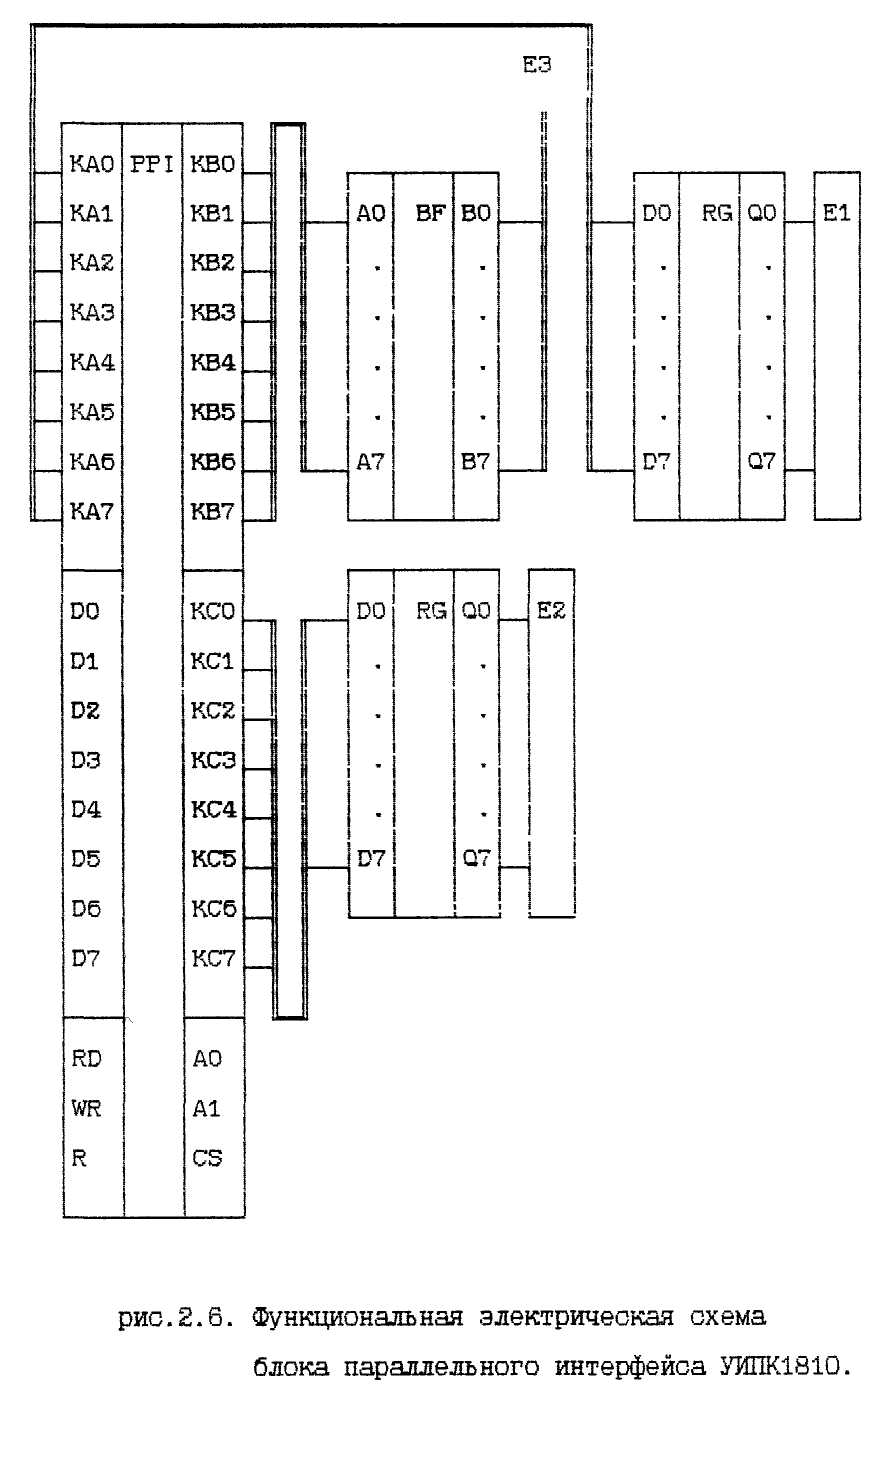 E3
KA0 PPI KB0
KA1 KB1 A0 BF B0 D0 RG Q0 E1
KA2 KB2 . . . .
KA3 KB3 . . . .
KA4 KB4 . . . .
KA5 KB5 . . . .
KA6 KB6 A7 B7 D7 Q7
KA7 KB7
D0 KC0 D0 RG Q0 E2
D1 KC1 . .
D2 KC2 . .
D3 KC3 . .
D4 KC4 . .
D5 KC5 D7 Q7
D6 KC6
D7 KC7
RD A0
WR A1
R CS
рис.2.6. Функциональная электрическая схема
блока параллельного интерфейса УИПК1810.